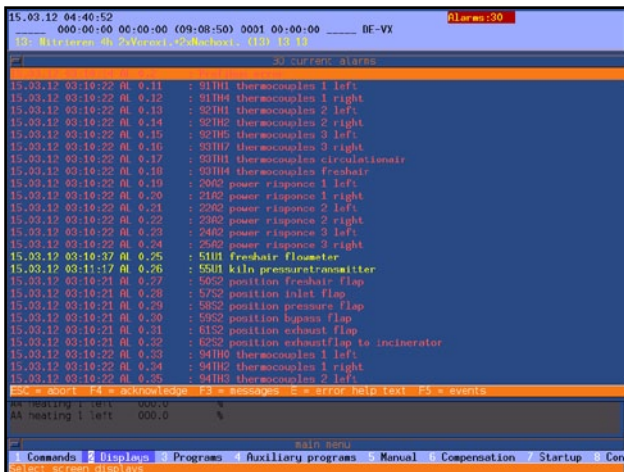 15.03.12 04:40:52 Alarms:30
_____ 000:00:00 00:00:00 (09:08:50) 0001 00:00:00 _____ DE-VX
13: Nitrieren 4h 2xVoroxi.+2xNachoxi. (13) 13 13
30 current alarms
15.03.12 03:10:22 AL 0.11 : 91TH1 thermocouples 1 left
15.03.12 03:10:22 AL 0.12 : 91TH4 thermocouples 1 right
15.03.12 03:10:22 AL 0.13 : 92TH1 thermocouples 2 left
15.03.12 03:10:22 AL 0.14 : 92TH2 thermocouples 2 right
15.03.12 03:10:22 AL 0.15 : 92TH5 thermocouples 3 left
15.03.12 03:10:22 AL 0.16 : 93TH7 thermocouples 3 right
15.03.12 03:10:22 AL 0.17 : 93TH1 thermocouples circulationair
15.03.12 03:10:22 AL 0.18 : 93TH4 thermocouples freshair
15.03.12 03:10:22 AL 0.19 : 20A2 power risponce 1 left
15.03.12 03:10:22 AL 0.20 : 21A2 power risponce 1 right
15.03.12 03:10:22 AL 0.21 : 22A2 power risponce 2 left
15.03.12 03:10:22 AL 0.22 : 23A2 power risponce 2 right
15.03.12 03:10:22 AL 0.23 : 24A2 power risponce 3 left
15.03.12 03:10:22 AL 0.24 : 25A2 power risponce 3 right
15.03.12 03:10:37 AL 0.25 : 51U1 freshair flowmeter
15.03.12 03:11:17 AL 0.26 : 55U1 kiln pressuretransmitter
15.03.12 03:10:21 AL 0.27 : 50S2 position freshair flap
15.03.12 03:10:21 AL 0.28 : 57S2 position inlet flap
15.03.12 03:10:21 AL 0.29 : 58S2 position pressure flap
15.03.12 03:10:21 AL 0.30 : 59S2 position bypass flap
15.03.12 03:10:21 AL 0.31 : 61S2 position exhaust flap
15.03.12 03:10:21 AL 0.32 : 62S2 position exhaustflap to incinerator
15.03.12 03:10:22 AL 0.33 : 94TH0 thermocouples 1 left
15.03.12 03:10:22 AL 0.34 : 94TH2 thermocouples 1 right
15.03.12 03:10:22 AL 0.35 : 94TH3 thermocouples 2 left
ESC = abort F4 = acknowledge F3 = messages E = error help text F5 = events
AA heating 1 left 000.0 %
AA heating 1 left 000.0 %
main menu
1 Commands 2 Displays 3 Programs 4 Auxiliary programs 5 Manual 6 Compensation 7 Startup 8 Con
Select screen displays